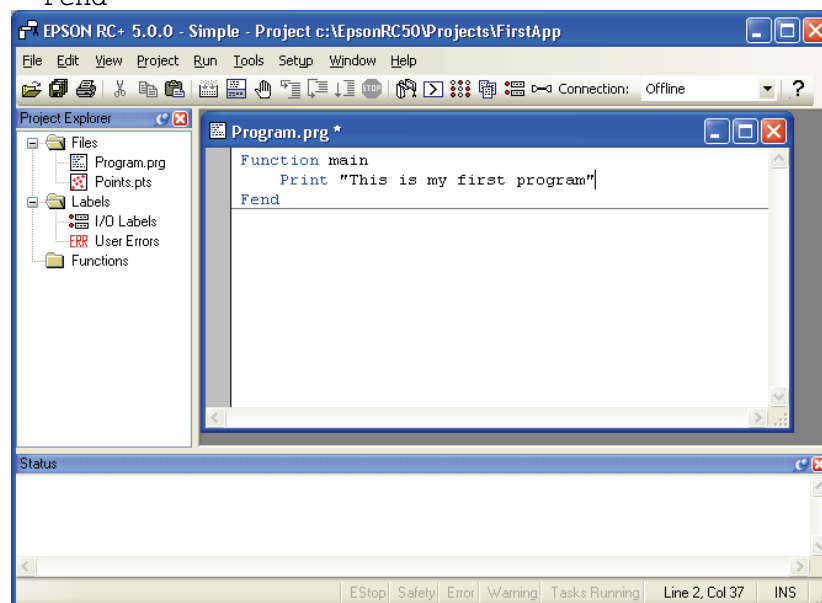 Fend
EPSON RC+ 5.0.0 - Simple - Project c:\EpsonRC50\Projects\FirstApp
File Edit View Project Run Tools Setup Window Help
Connection: Offline
Project Explorer
Files
Program.prg
Points.pts
Labels
I/O Labels
ERR User Errors
Functions
Program.prg *
Function main
Print "This is my first program"
Fend
Status
EStop Safety Error Warning Tasks Running Line 2, Col 37 INS